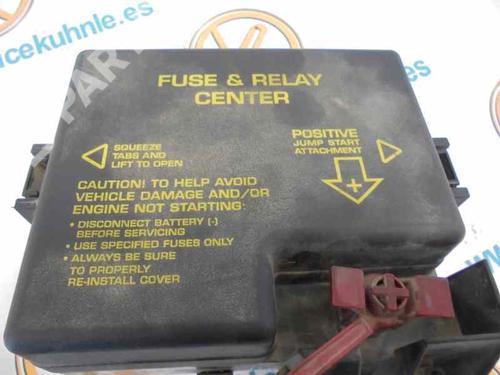 icekuhnle.es
FUSE & RELAY
CENTER
SQUEEZE
TABS AND
LIFT TO OPEN
POSITIVE
JUMP START
ATTACHMENT
CAUTION! TO HELP AVOID
VEHICLE DAMAGE AND/OR
ENGINE NOT STARTING:
• DISCONNECT BATTERY (-)
BEFORE SERVICING
• USE SPECIFIED FUSES ONLY
• ALWAYS BE SURE
TO PROPERLY
RE-INSTALL COVER